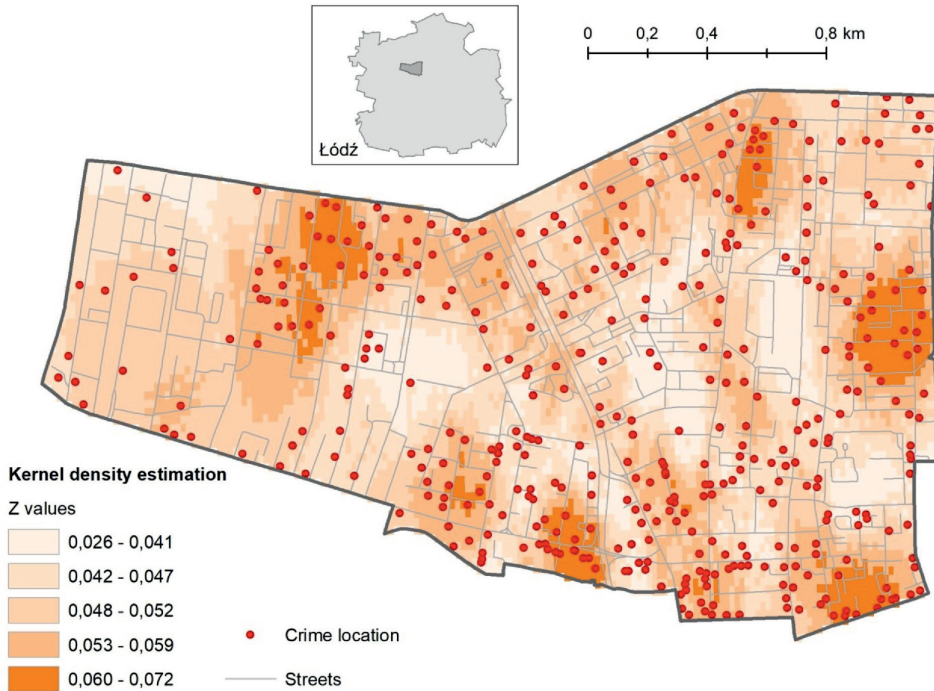 0 0,2 0,4 0,8 km
Łódź
Kernel density estimation
Z values
0,026 - 0,041
0,042 - 0,047
0,048 - 0,052
0,053 - 0,059
0,060 - 0,072
Crime location
Streets